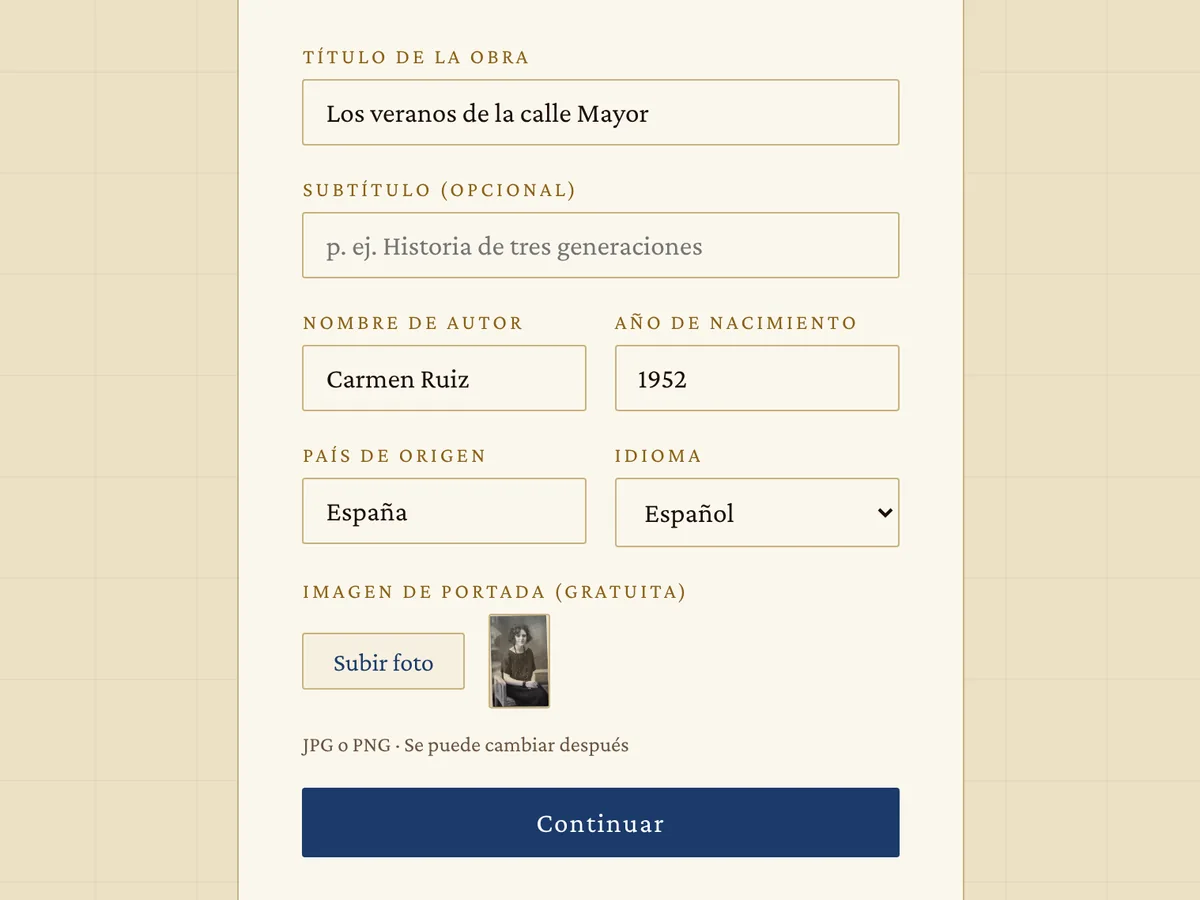 TÍTULO DE LA OBRA
Los veranos de la calle Mayor
SUBTÍTULO (OPCIONAL)
p. ej. Historia de tres generaciones
NOMBRE DE AUTOR
AÑO DE NACIMIENTO
Carmen Ruiz
1952
PAÍS DE ORIGEN
IDIOMA
España
Español
IMAGEN DE PORTADA (GRATUITA)
Subir foto
JPG o PNG · Se puede cambiar después
Continuar